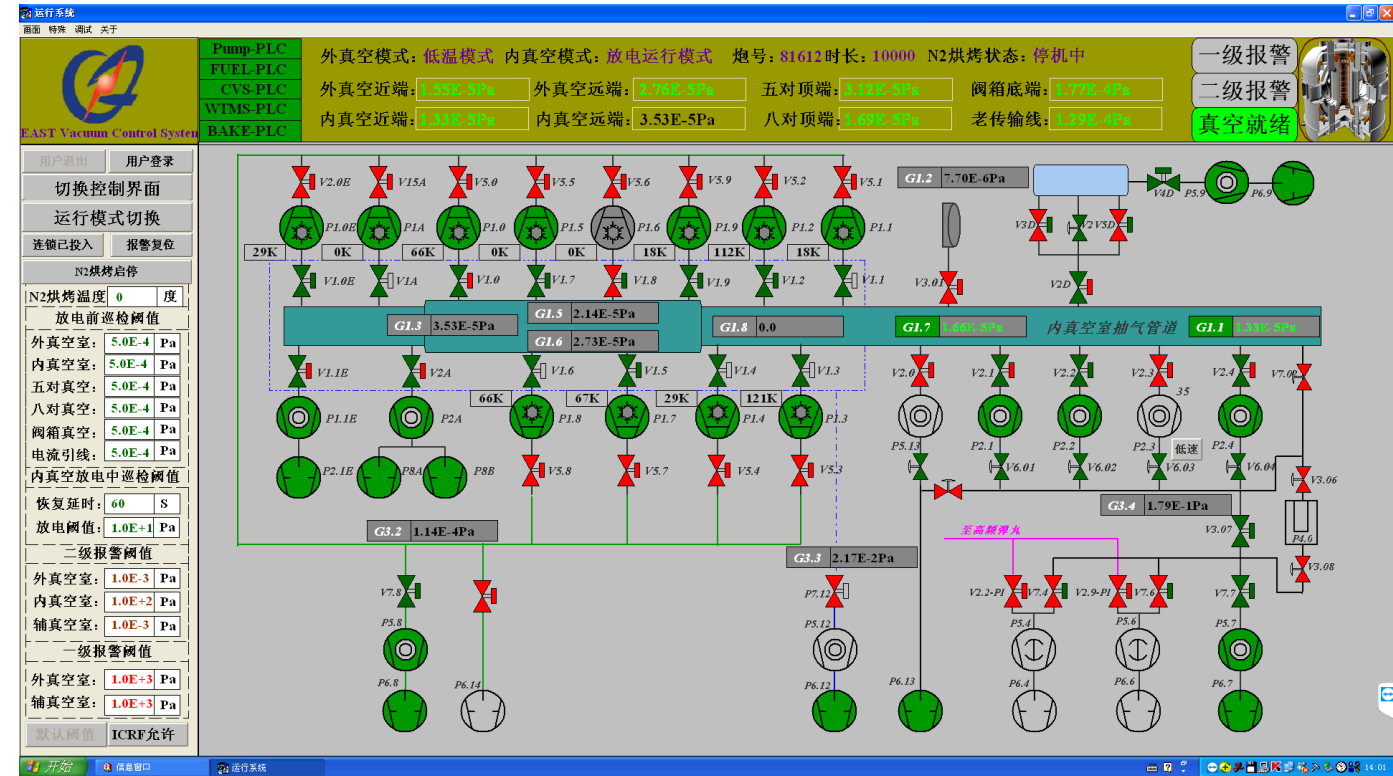 运行系统
画面 特殊 调试 关于
EAST Vacuum Control System
Pump-PLC
FUEL-PLC
CVS-PLC
WTMS-PLC
BAKE-PLC
外真空模式: 低温模式 内真空模式: 放电运行模式 炮号: 81612 时长: 10000 N2烘烤状态: 停机中
外真空近端: 1.55E-5Pa 外真空远端: 2.76E-5Pa 五对顶端: 3.12E-5Pa 阀箱底端: 1.77E-4Pa
内真空近端: 1.33E-5Pa 内真空远端: 3.53E-5Pa 八对顶端: 1.69E-5Pa 老传输线: 1.29E-4Pa
一级报警
二级报警
真空就绪
用户退出 用户登录
切换控制界面
运行模式切换
连锁已投入 报警复位
N2烘烤启停
N2烘烤温度 0 度
放电前巡检阈值
外真空室: 5.0E-4 Pa
内真空室: 5.0E-4 Pa
五对真空: 5.0E-4 Pa
八对真空: 5.0E-4 Pa
阀箱真空: 5.0E-4 Pa
电流引线: 5.0E-4 Pa
内真空放电中巡检阈值
恢复延时: 60 S
放电阈值: 1.0E+1 Pa
二级报警阈值
外真空室: 1.0E-3 Pa
内真空室: 1.0E+2 Pa
辅真空室: 1.0E-3 Pa
一级报警阈值
外真空室: 1.0E+3 Pa
辅真空室: 1.0E+3 Pa
默认阈值 ICRF允许
V2.0E V15A V5.0 V5.5 V5.6 V5.9 V5.2 V5.1
G1.2 7.70E-6Pa
V4D P5.9 P6.9
P1.0E P1A P1.0 P1.5 P1.6 P1.9 P1.2 P1.1
V3D V2 V5D
29K 0K 66K 0K 0K 18K 112K 18K
V1.0E V1A V1.0 V1.7 V1.8 V1.9 V1.2 V1.1 V3.01 V2D
G1.5 2.14E-5Pa
G1.3 3.53E-5Pa
G1.8 0.0
G1.7 1.66E-5Pa
内真空室抽气管道
G1.1 1.33E-5Pa
G1.6 2.73E-5Pa
V1.1E V2A V1.6 V1.5 V1.4 V1.3 V2.0 V2.1 V2.2 V2.3 V2.4 V7.02
66K 67K 29K 121K
35
P1.1E P2A P1.8 P1.7 P1.4 P1.3 P5.13 P2.1 P2.2 P2.3 P2.4
低速
P2.1E P8A P8B V5.8 V5.7 V5.4 V5.3 V6.01 V6.02 V6.03 V6.04
V3.06
G3.4 1.79E-1Pa
G3.2 1.14E-4Pa
至高频弹丸
V3.07
P4.0
G3.3 2.17E-2Pa
V3.08
V7.8 P7.12 V2.2-PI V7.4 V2.9-PI V7.6 V7.7
P5.8 P5.12 P5.4 P5.6 P5.7
P6.8 P6.14 P6.12 P6.13 P6.4 P6.6 P6.7
开始 信息窗口 运行系统 14:01